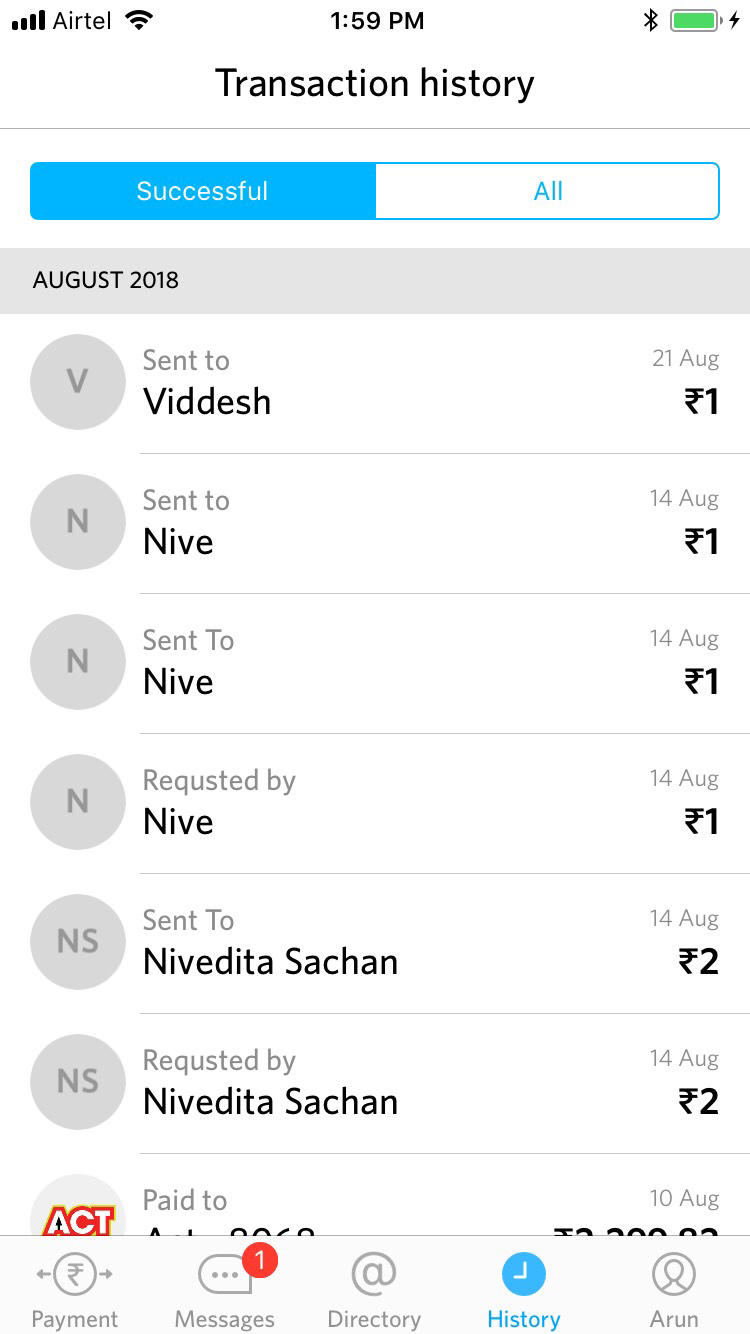 Airtel 1:59 PM
Transaction history
Successful All
AUGUST 2018
V Sent to 21 Aug
Viddesh ₹1
N Sent to 14 Aug
Nive ₹1
N Sent To 14 Aug
Nive ₹1
N Requsted by 14 Aug
Nive ₹1
NS Sent To 14 Aug
Nivedita Sachan ₹2
NS Requsted by 14 Aug
Nivedita Sachan ₹2
ACT Paid to 10 Aug
₹ @ 1
Payment Messages Directory History Arun